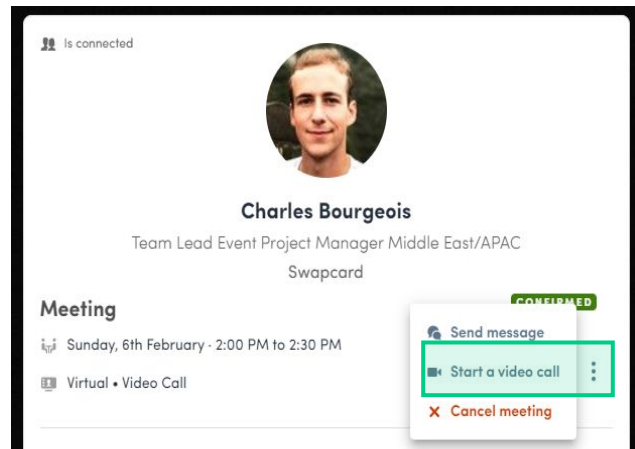 Is connected
Charles Bourgeois
Team Lead Event Project Manager Middle East/APAC
Swapcard
Meeting
CONFIRMED
Sunday, 6th February - 2:00 PM to 2:30 PM
Virtual • Video Call
Send message
Start a video call
Cancel meeting